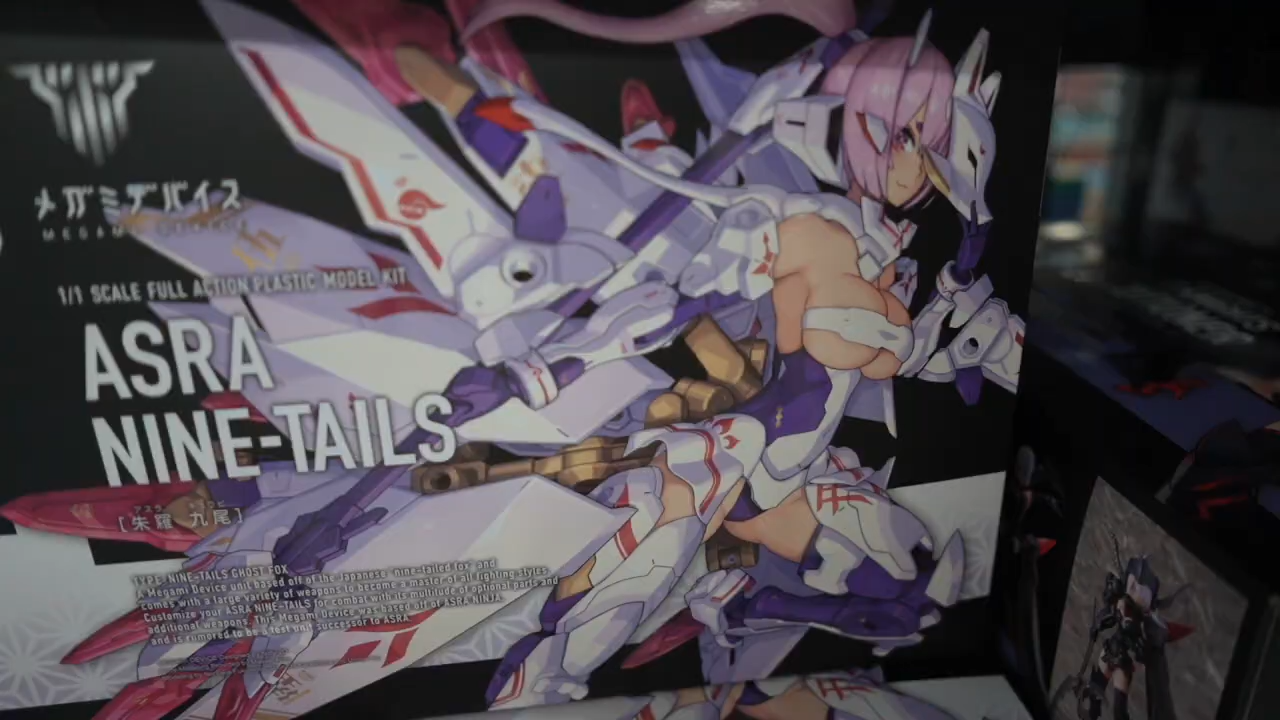 メガミデバイス
1/1 SCALE FULL ACTION PLASTIC MODEL KIT
ASRA
NINE-TAILS
アスラ
[朱羅 九尾]
TYPE: NINE-TAILS GHOST FOX
A Megami Device unit based off of the Japanese "nine-tailed fox" and
comes with a large variety of weapons to become a master of all fighting styles.
Customize your ASRA NINE-TAILS for combat with its multitude of optional parts and
additional weapons. This Megami Device was based off of ASRA NINJA
and is rumored to be a test unit successor to ASRA.